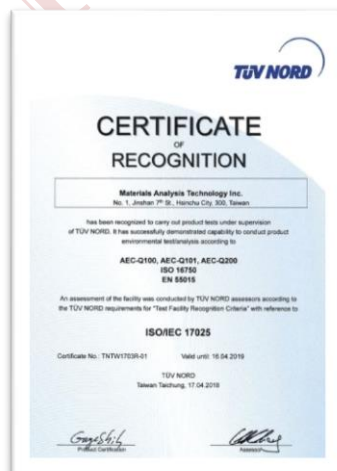 TÜV NORD
CERTIFICATE
OF
RECOGNITION
Materials Analysis Technology Inc.
No. 1, Jinshan 7th St., Hsinchu City, 300, Taiwan
has been recognized to carry out product tests under supervision
of TÜV NORD. It has successfully demonstrated capability to conduct product
environmental test/analysis according to
AEC-Q100, AEC-Q101, AEC-Q200
ISO 16750
EN 55015
An assessment of the facility was conducted by TÜV NORD assessors according to
the TÜV NORD requirements for "Test Facility Recognition Criteria" with reference to
ISO/IEC 17025
Certificate No.: TNTW1703R-01 Valid until: 16.04.2019
TÜV NORD
Taiwan Taichung, 17.04.2018
Product Certification Assessor